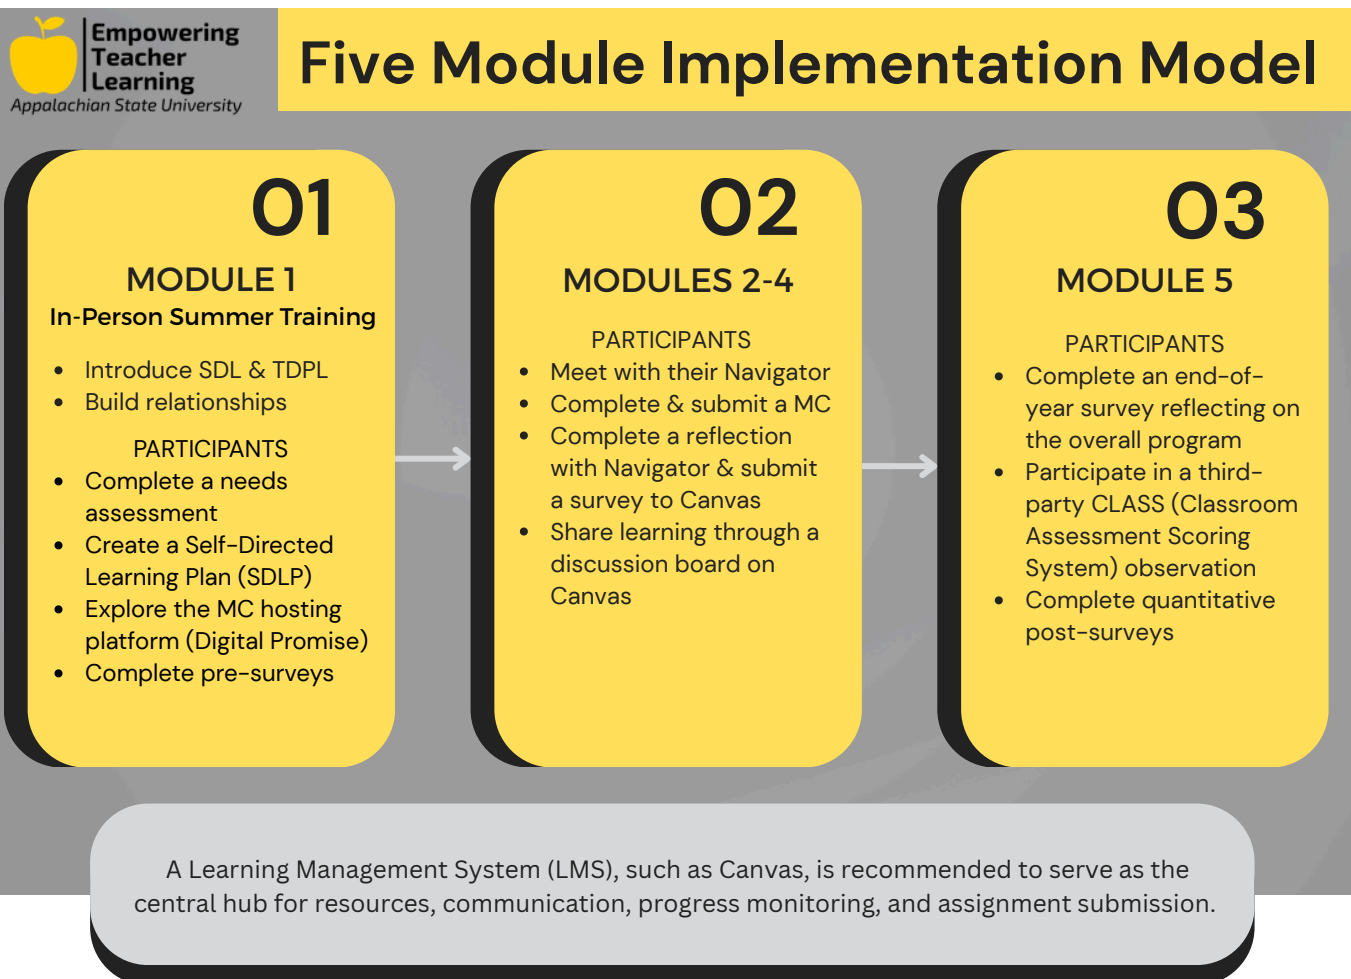 Empowering
Teacher
Learning
Appalachian State University
Five Module Implementation Model
01
MODULE 1
In-Person Summer Training
• Introduce SDL & TDPL
• Build relationships
PARTICIPANTS
• Complete a needs
assessment
• Create a Self-Directed
Learning Plan (SDLP)
• Explore the MC hosting
platform (Digital Promise)
• Complete pre-surveys
02
MODULES 2-4
PARTICIPANTS
• Meet with their Navigator
• Complete & submit a MC
• Complete a reflection
with Navigator & submit
a survey to Canvas
• Share learning through a
discussion board on
Canvas
03
MODULE 5
PARTICIPANTS
• Complete an end-of-
year survey reflecting on
the overall program
• Participate in a third-
party CLASS (Classroom
Assessment Scoring
System) observation
• Complete quantitative
post-surveys
A Learning Management System (LMS), such as Canvas, is recommended to serve as the
central hub for resources, communication, progress monitoring, and assignment submission.